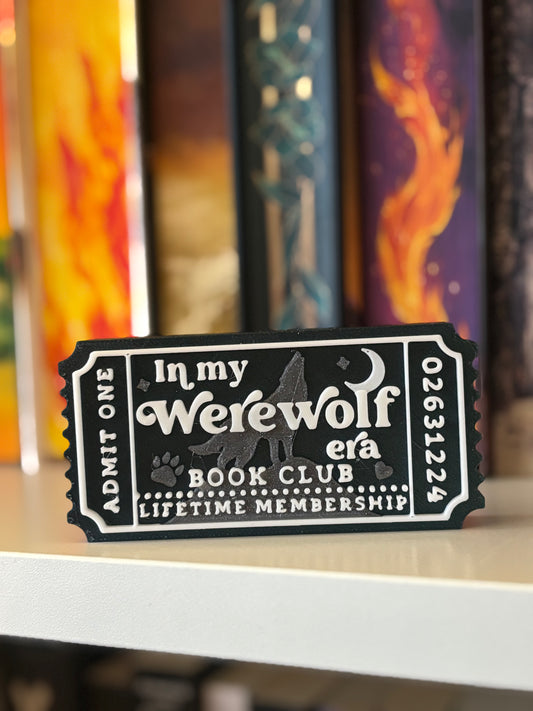 ADMIT ONE
In my
Werewolf
era
BOOK CLUB
LIFETIME MEMBERSHIP
02631224